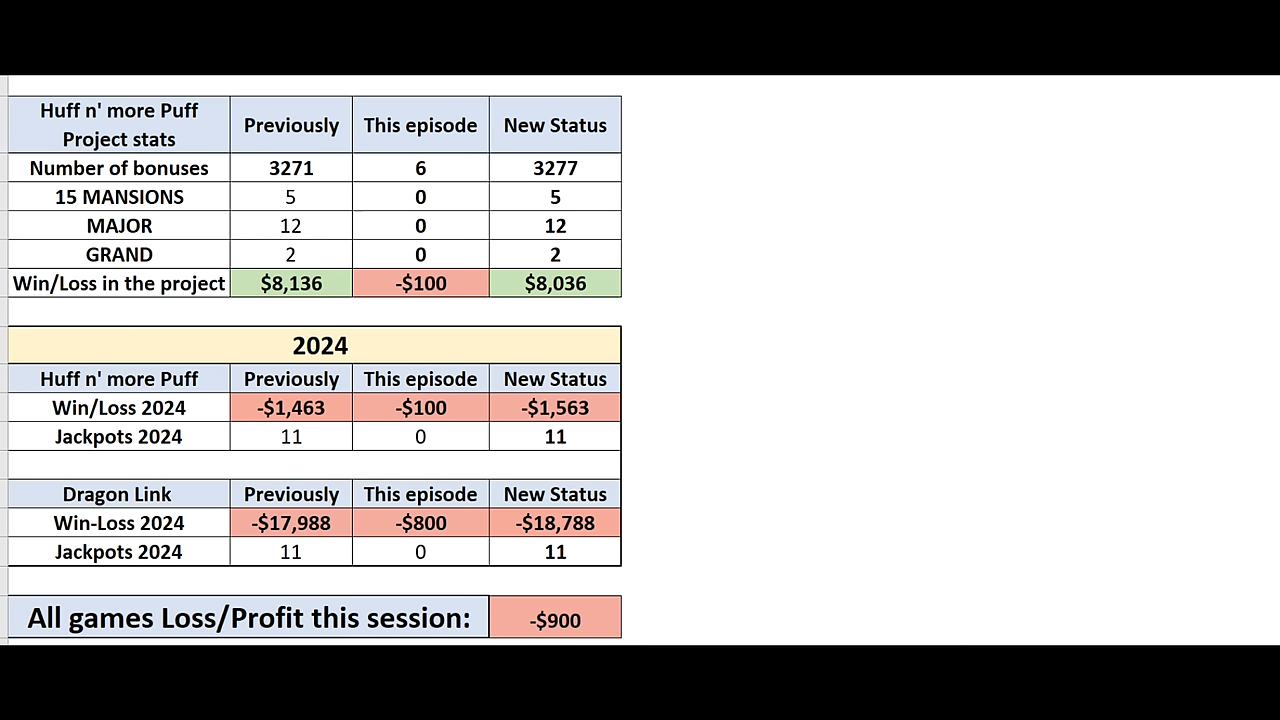 Huff n' more Puff
Project stats Previously This episode New Status
Number of bonuses 3271 6 3277
15 MANSIONS 5 0 5
MAJOR 12 0 12
GRAND 2 0 2
Win/Loss in the project $8,136 -$100 $8,036
2024
Huff n' more Puff Previously This episode New Status
Win/Loss 2024 -$1,463 -$100 -$1,563
Jackpots 2024 11 0 11
Dragon Link Previously This episode New Status
Win-Loss 2024 -$17,988 -$800 -$18,788
Jackpots 2024 11 0 11
All games Loss/Profit this session: -$900